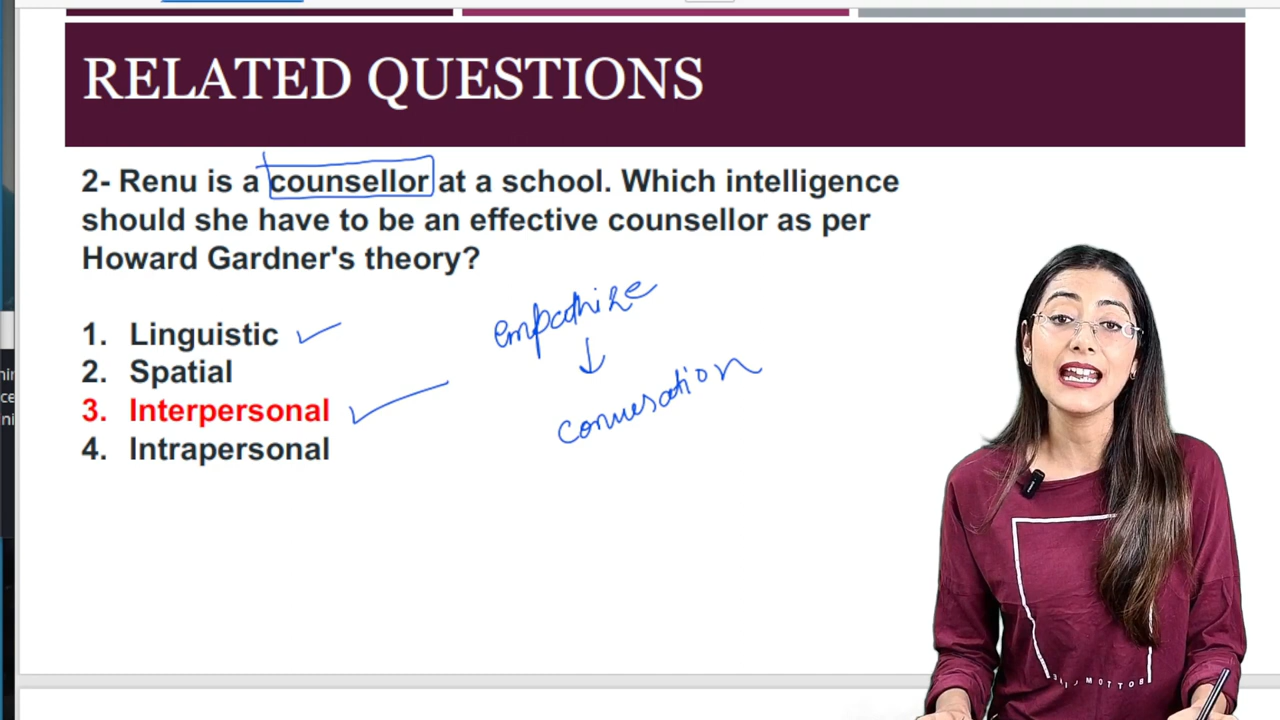 RELATED QUESTIONS
2- Renu is a counsellor at a school. Which intelligence
should she have to be an effective counsellor as per
Howard Gardner's theory?
empathize
1. Linguistic
2. Spatial
conversation
3. Interpersonal
4. Intrapersonal